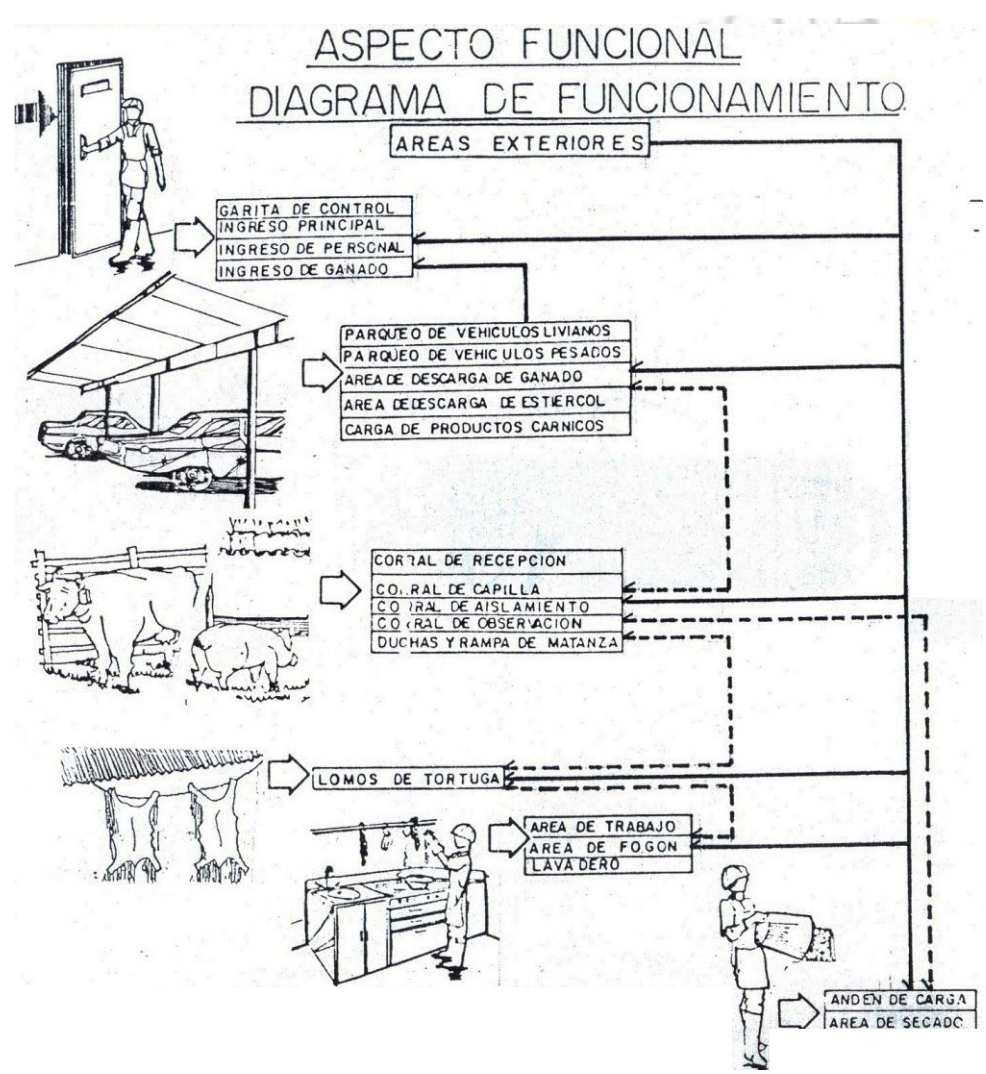 ASPECTO FUNCIONAL
DIAGRAMA DE FUNCIONAMIENTO
AREAS EXTERIORES
GARITA DE CONTROL
INGRESO PRINCIPAL
INGRESO DE PERSONAL
INGRESO DE GANADO
PARQUEO DE VEHICULOS LIVIANOS
PARQUEO DE VEHICULOS PESADOS
AREA DE DESCARGA DE GANADO
AREA DE DESCARGA DE ESTIERCOL
CARGA DE PRODUCTOS CARNICOS
CORRAL DE RECEPCION
CORRAL DE CAPILLA
CORRAL DE AISLAMIENTO
CORRAL DE OBSERVACION
DUCHAS Y RAMPA DE MATANZA
LOMOS DE TORTUGA
AREA DE TRABAJO
AREA DE FOGON
LAVADERO
ANDEN DE CARGA
AREA DE SECADO